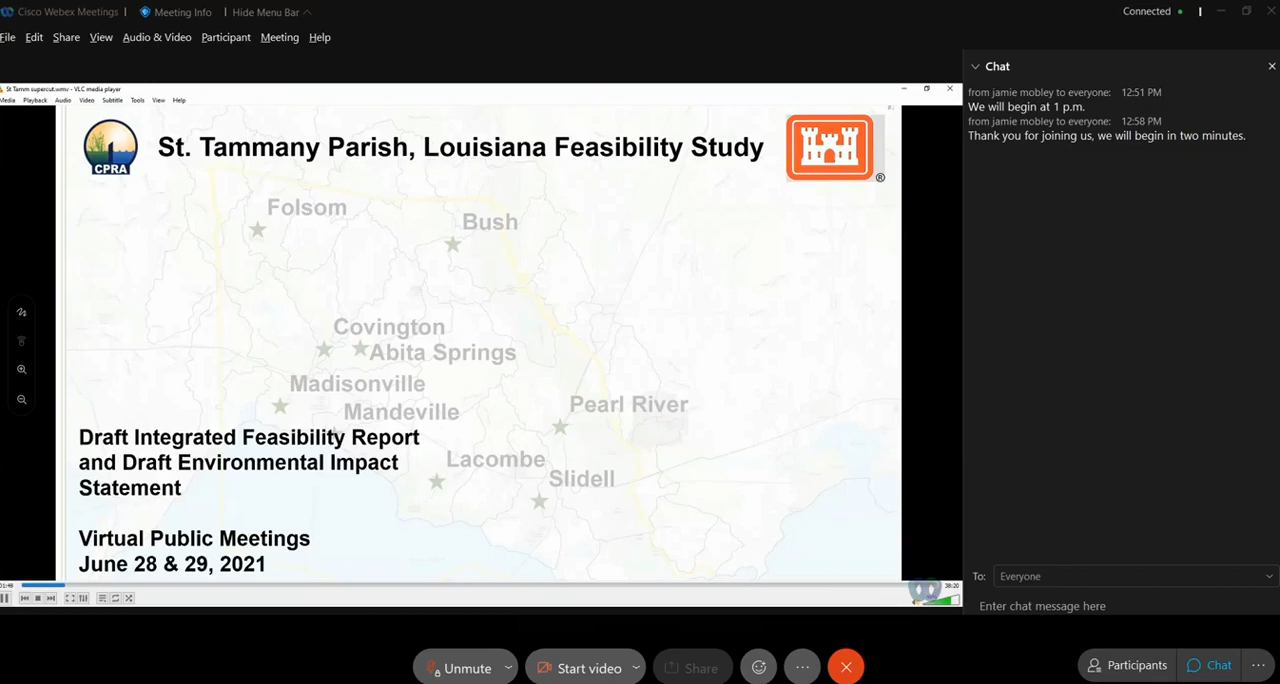 Cisco Webex Meetings | Meeting Info | Hide Menu Bar
Connected
File Edit Share View Audio & Video Participant Meeting Help
Chat
from jamie mobley to everyone: 12:51 PM
We will begin at 1 p.m.
from jamie mobley to everyone: 12:58 PM
Thank you for joining us, we will begin in two minutes.
St Tamm supercut.wmv - VLC media player
Media Playback Audio Video Subtitle Tools View Help
CPRA
St. Tammany Parish, Louisiana Feasibility Study
®
Folsom
Bush
Covington
Abita Springs
Madisonville
Mandeville
Pearl River
Lacombe
Slidell
Draft Integrated Feasibility Report
and Draft Environmental Impact
Statement
Virtual Public Meetings
June 28 & 29, 2021
01:48
38:20
To: Everyone
Enter chat message here
Unmute Start video Share
Participants Chat